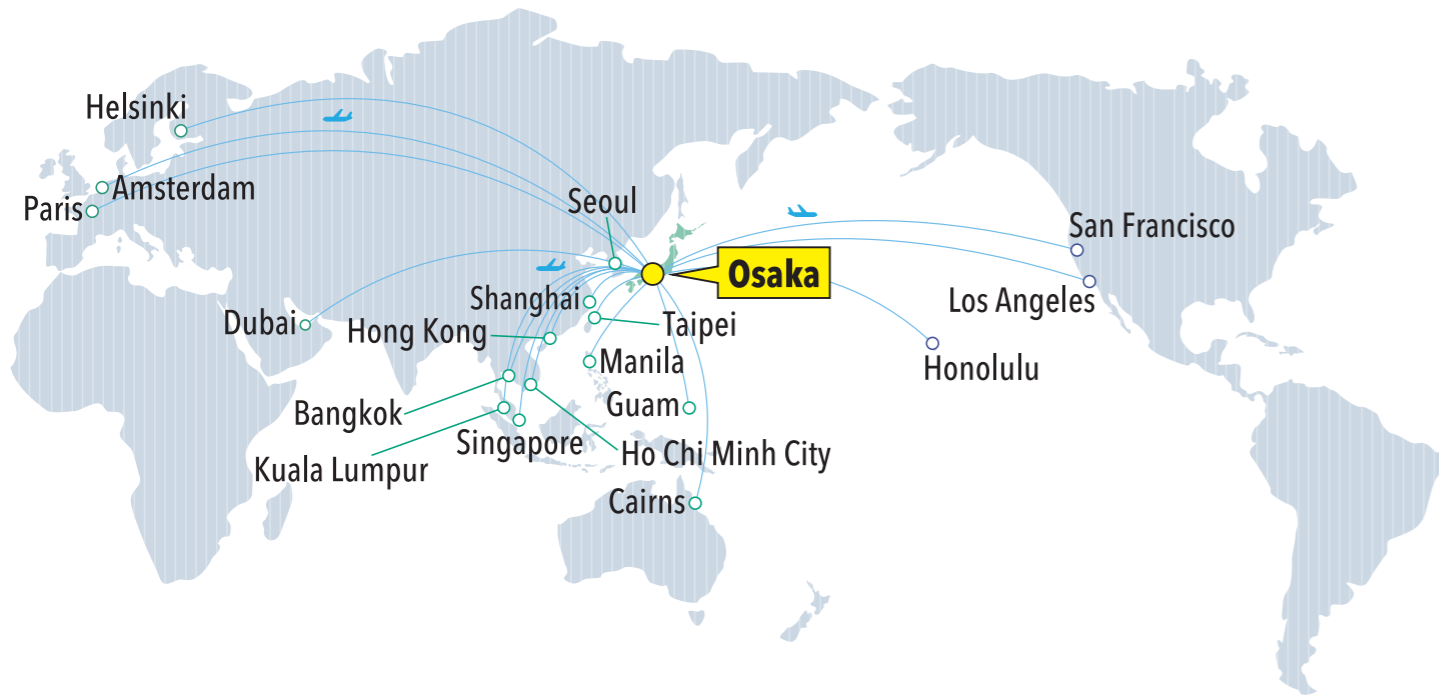 Helsinki
Amsterdam
Paris
Seoul
San Francisco
Osaka
Shanghai
Los Angeles
Dubai
Hong Kong
Taipei
Manila
Honolulu
Bangkok
Guam
Singapore
Ho Chi Minh City
Kuala Lumpur
Cairns